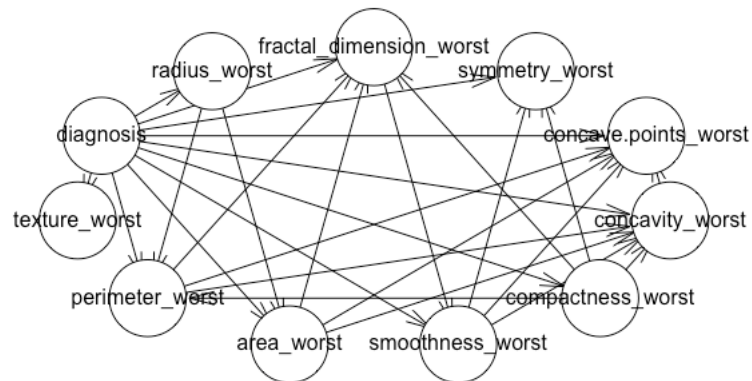 fractal_dimension_worst
radius_worst
symmetry_worst
diagnosis
concave.points_worst
texture_worst
concavity_worst
perimeter_worst
compactness_worst
area_worst
smoothness_worst